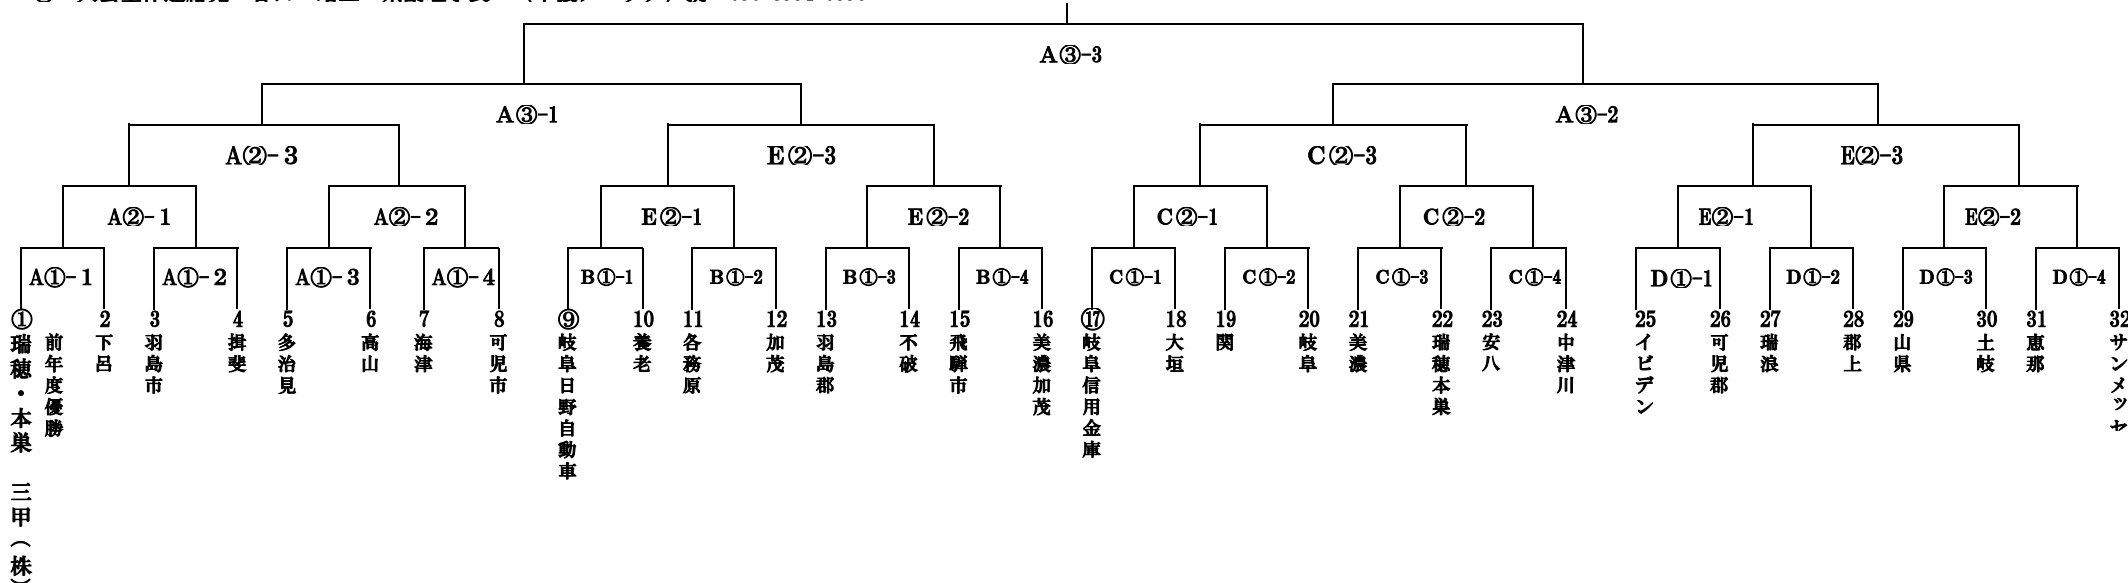 A③-3
A③-1
A③-2
A②-3
E②-3
C②-3
E②-3
A②-1
A②-2
E②-1
E②-2
C②-1
C②-2
E②-1
E②-2
A①-1
A①-2
A①-3
A①-4
B①-1
B①-2
B①-3
B①-4
C①-1
C①-2
C①-3
C①-4
D①-1
D①-2
D①-3
D①-4
①
瑞穂・本巣 三甲(株)
前年度優勝
2
下呂
3
羽島市
4
揖斐
5
多治見
6
高山
7
海津
8
可児市
⑨
岐阜日野自動車
10
養老
11
各務原
12
加茂
13
羽島郡
14
不破
15
飛騨市
16
美濃加茂
⑰
岐阜信用金庫
18
大垣
19
関
20
岐阜
21
美濃
22
瑞穂本巣
23
安八
24
中津川
25
イビデン
26
可児郡
27
瑞浪
28
郡上
29
山県
30
土岐
31
恵那
32
サンメッセ